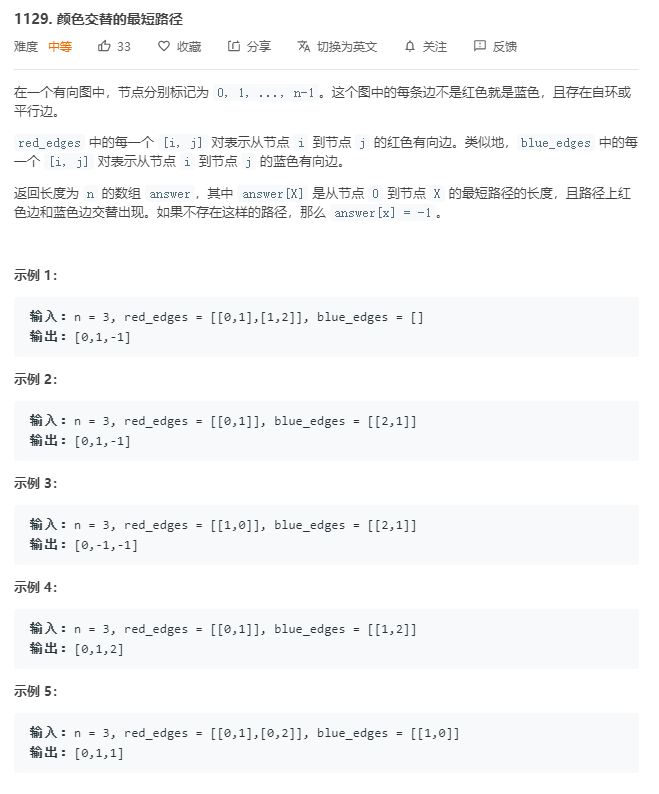 1129. 颜色交替的最短路径
难度 中等 33 收藏 分享 切换为英文 关注 反馈
在一个有向图中，节点分别标记为 0, 1, ..., n-1。这个图中的每条边不是红色就是蓝色，且存在自环或
平行边。
red_edges 中的每一个 [i, j] 对表示从节点 i 到节点 j 的红色有向边。类似地，blue_edges 中的每
一个 [i, j] 对表示从节点 i 到节点 j 的蓝色有向边。
返回长度为 n 的数组 answer，其中 answer[X] 是从节点 0 到节点 X 的最短路径的长度，且路径上红
色边和蓝色边交替出现。如果不存在这样的路径，那么 answer[x] = -1。
示例 1：
输入：n = 3, red_edges = [[0,1],[1,2]], blue_edges = []
输出：[0,1,-1]
示例 2：
输入：n = 3, red_edges = [[0,1]], blue_edges = [[2,1]]
输出：[0,1,-1]
示例 3：
输入：n = 3, red_edges = [[1,0]], blue_edges = [[2,1]]
输出：[0,-1,-1]
示例 4：
输入：n = 3, red_edges = [[0,1]], blue_edges = [[1,2]]
输出：[0,1,2]
示例 5：
输入：n = 3, red_edges = [[0,1],[0,2]], blue_edges = [[1,0]]
输出：[0,1,1]